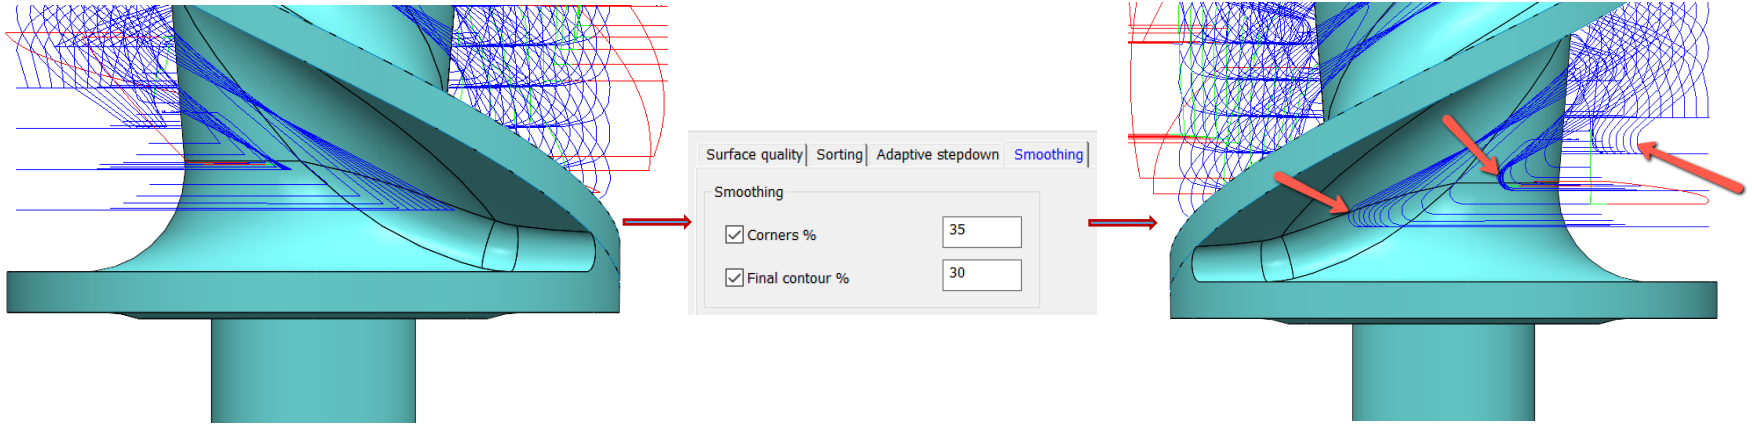 Surface quality Sorting Adaptive stepdown Smoothing
Smoothing
Corners % 35
Final contour % 30